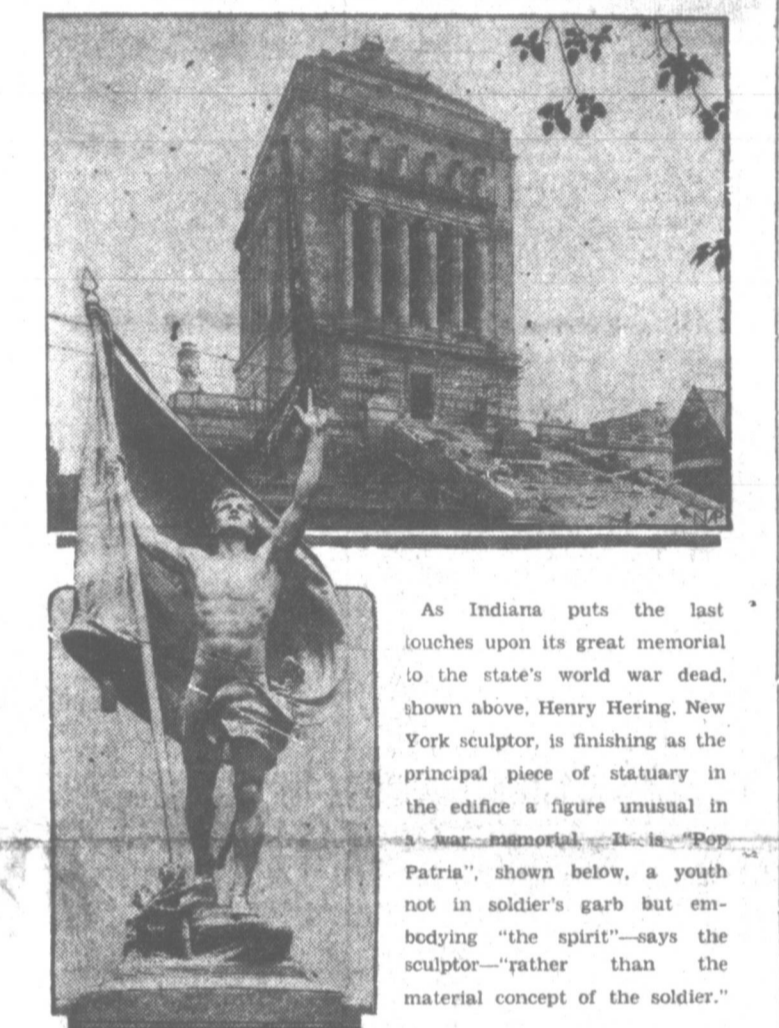 As Indiana puts the last
touches upon its great memorial
to the state's world war dead,
shown above, Henry Hering, New
York sculptor, is finishing as the
principal piece of statuary in
the edifice a figure unusual in
a war memorial. It is "Pop
Patria", shown below, a youth
not in soldier's garb but em-
bodying "the spirit"—says the
sculptor—"rather than the
material concept of the soldier."